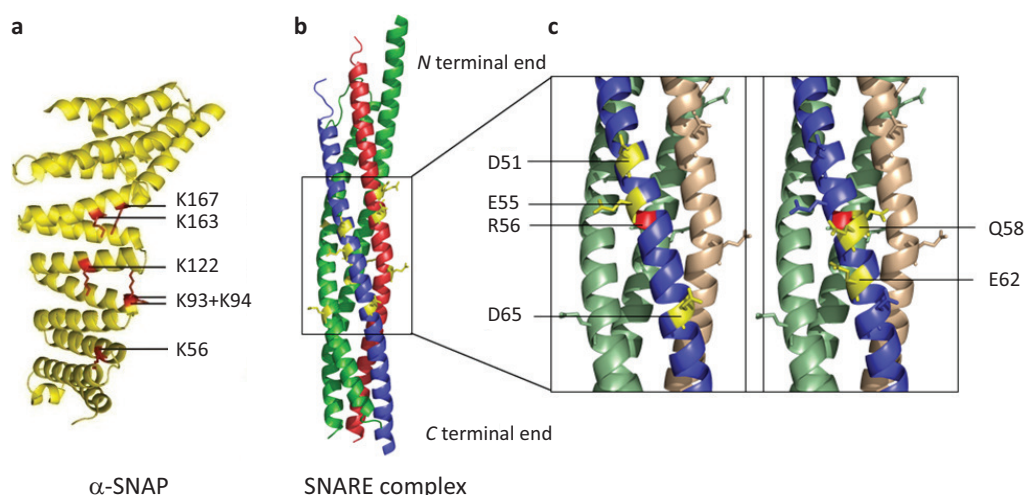 a
b
c
N terminal end
K167
K163
K122
K93+K94
K56
D51
E55
R56
D65
Q58
E62
C terminal end
α-SNAP
SNARE complex